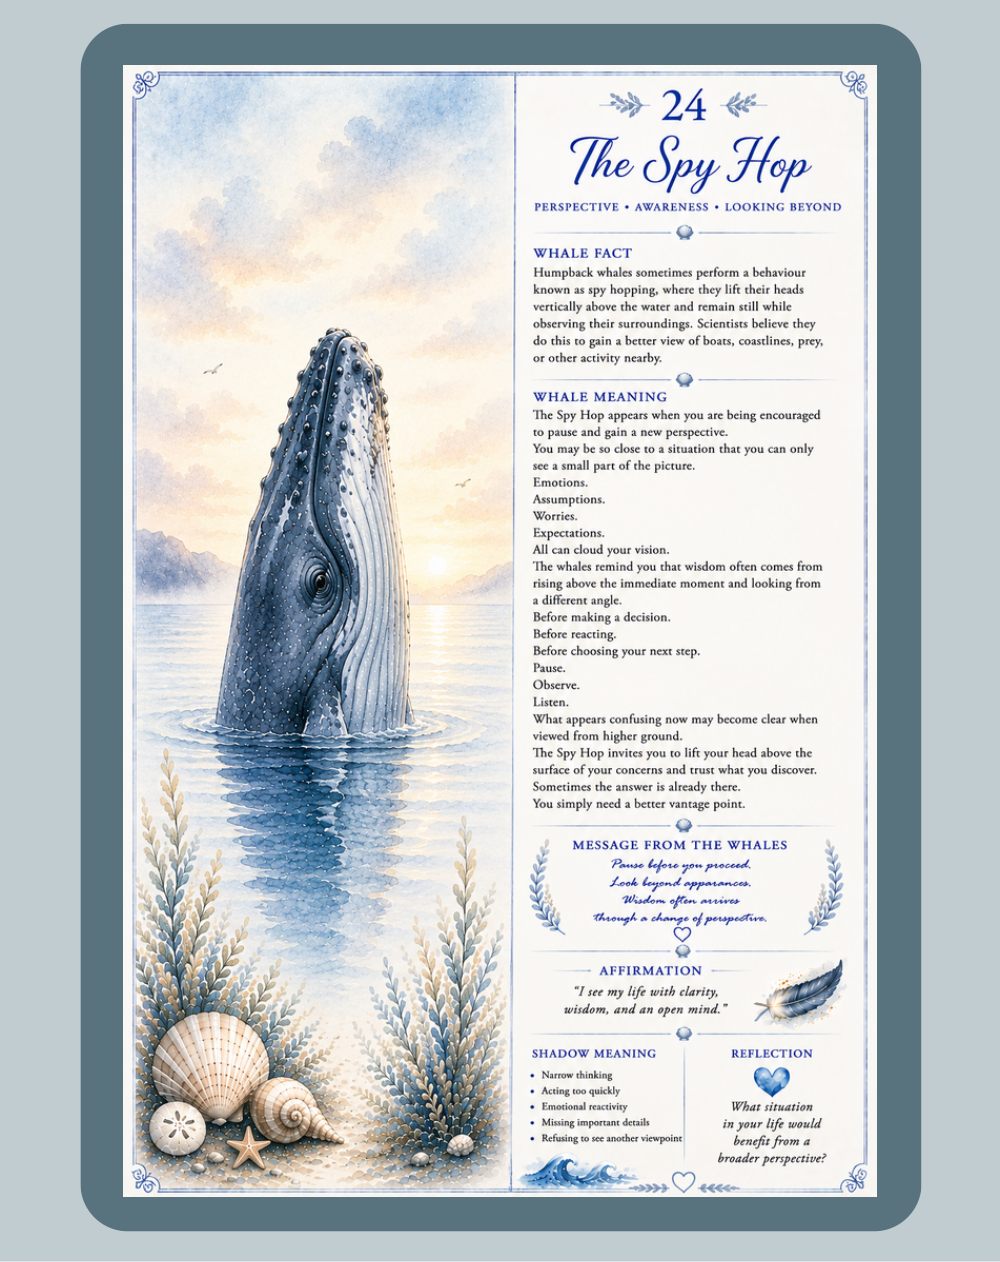 24
The Spy Hop
PERSPECTIVE • AWARENESS • LOOKING BEYOND
WHALE FACT
Humpback whales sometimes perform a behaviour
known as spy hopping, where they lift their heads
vertically above the water and remain still while
observing their surroundings. Scientists believe they
do this to gain a better view of boats, coastlines, prey,
or other activity nearby.
WHALE MEANING
The Spy Hop appears when you are being encouraged
to pause and gain a new perspective.
You may be so close to a situation that you can only
see a small part of the picture.
Emotions.
Assumptions.
Worries.
Expectations.
All can cloud your vision.
The whales remind you that wisdom often comes from
rising above the immediate moment and looking from
a different angle.
Before making a decision.
Before reacting.
Before choosing your next step.
Pause.
Observe.
Listen.
What appears confusing now may become clear when
viewed from higher ground.
The Spy Hop invites you to lift your head above the
surface of your concerns and trust what you discover.
Sometimes the answer is already there.
You simply need a better vantage point.
MESSAGE FROM THE WHALES
Pause before you proceed.
Look beyond apparances.
Wisdom often arrives
through a change of perspective.
AFFIRMATION
“I see my life with clarity,
wisdom, and an open mind.”
SHADOW MEANING
• Narrow thinking
• Acting too quickly
• Emotional reactivity
• Missing important details
• Refusing to see another viewpoint
REFLECTION
What situation
in your life would
benefit from a
broader perspective?